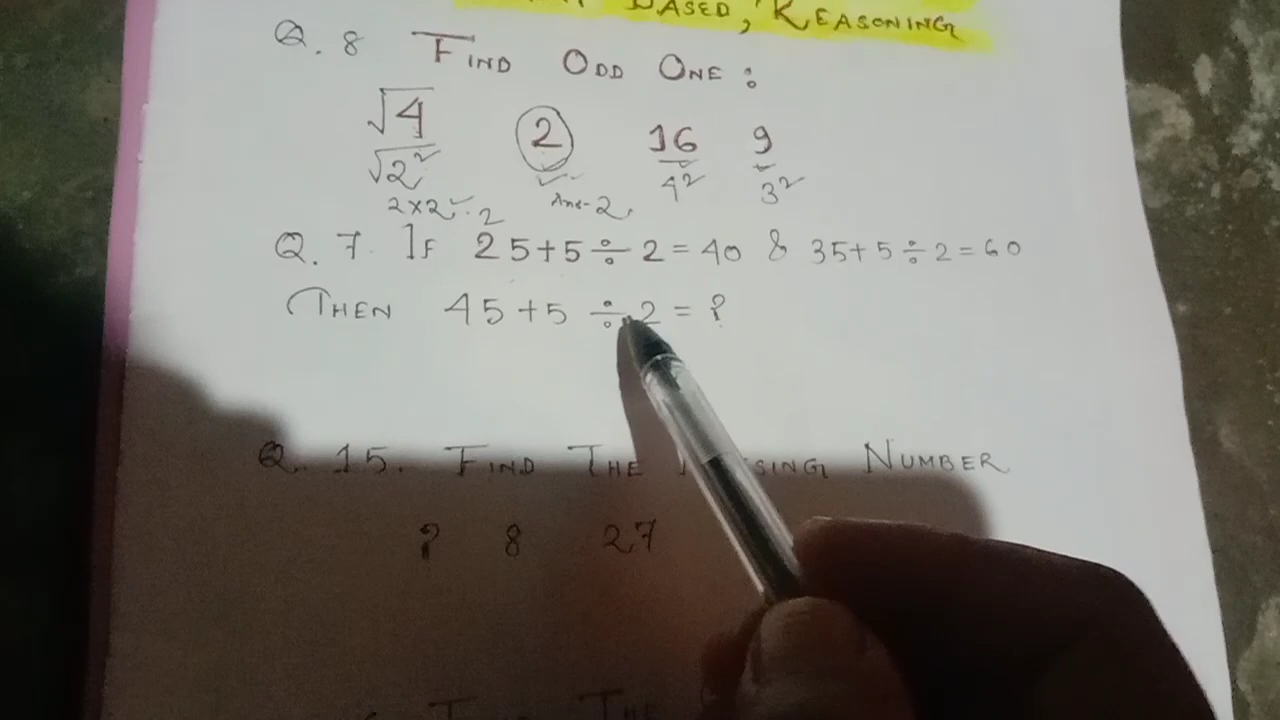 BASED, REASONING
Q. 8 FIND ODD ONE :
√4 2 16 9
√2² 4² 3²
2×2 . 2 Ans- 2,
Q. 7. IF 25+5÷2=40 & 35+5÷2=60
THEN 45+5÷2=?
Q. 15. FIND THE NUMBER
? 8 27
THE